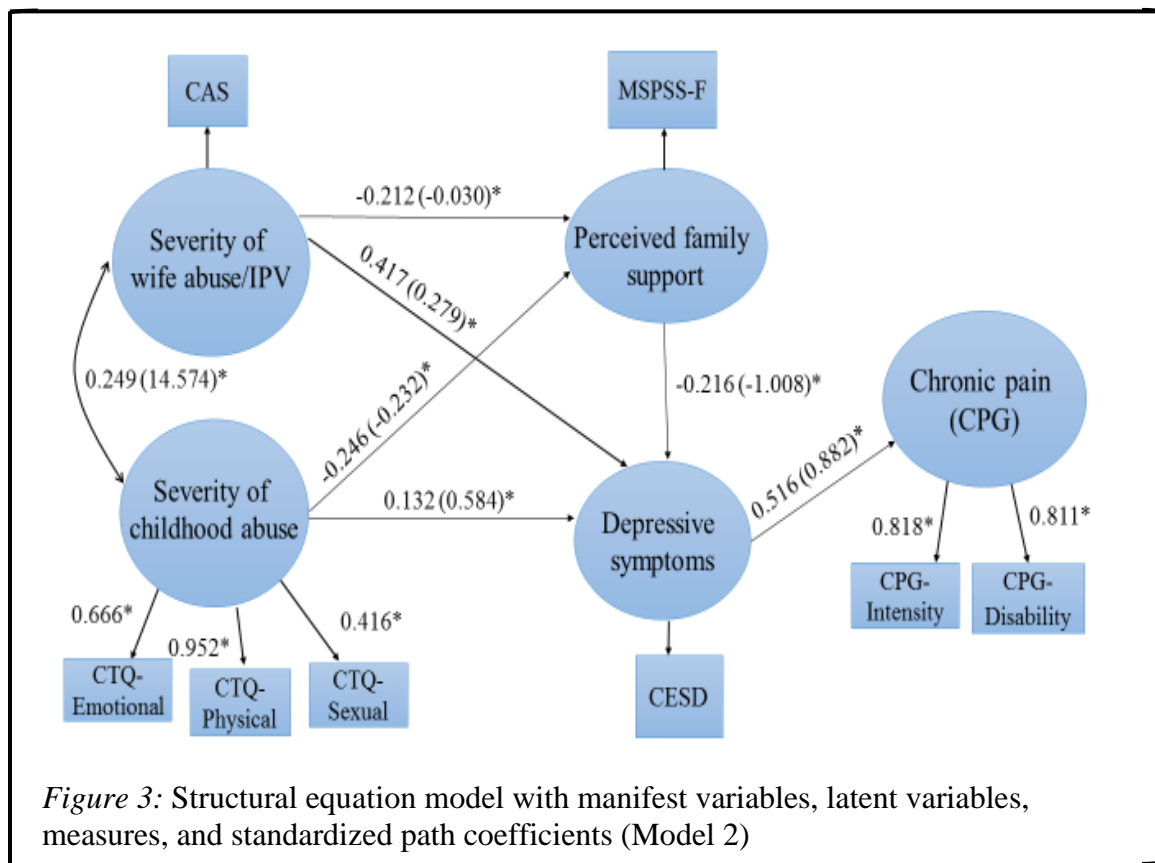 CAS
MSPSS-F
-0.212 (-0.030)*
Severity of
wife abuse/IPV
Perceived family
support
0.417 (0.279)*
0.249 (14.574)*
-0.246 (-0.232)*
-0.216 (-1.008)*
Chronic pain
(CPG)
Severity of
childhood abuse
0.132 (0.584)*
Depressive
symptoms
0.516 (0.882)*
0.818*
0.811*
CPG-
Intensity
CPG-
Disability
0.666*
0.952*
0.416*
CTQ-
Emotional
CTQ-
Physical
CTQ-
Sexual
CESD
Figure 3: Structural equation model with manifest variables, latent variables,
measures, and standardized path coefficients (Model 2)